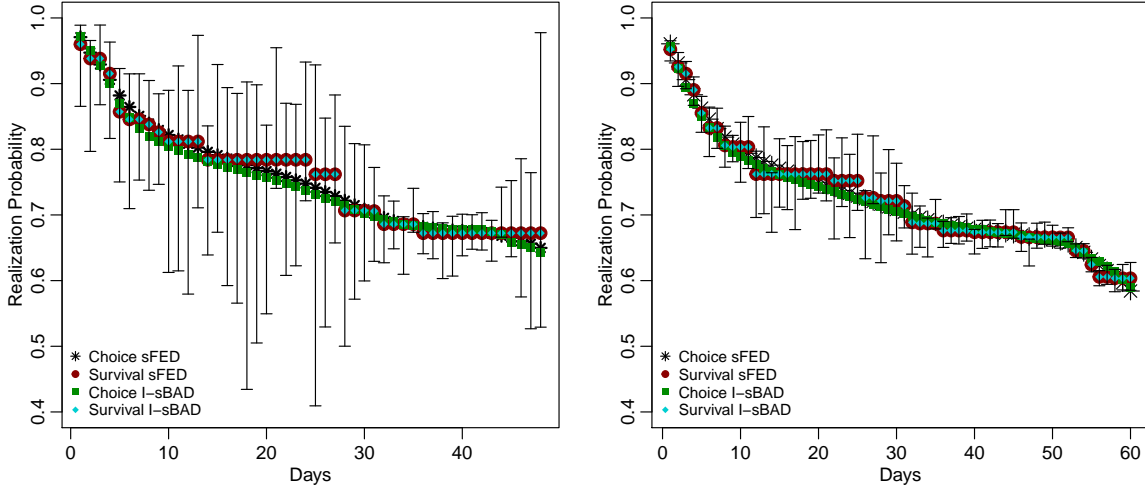 1.0
0.9
0.8
0.7
0.6
0.5
0.4
Realization Probability
Choice sFED
Survival sFED
Choice I−sBAD
Survival I−sBAD
0 10 20 30 40
Days
1.0
0.9
0.8
0.7
0.6
0.5
0.4
Realization Probability
Choice sFED
Survival sFED
Choice I−sBAD
Survival I−sBAD
0 10 20 30 40 50 60
Days